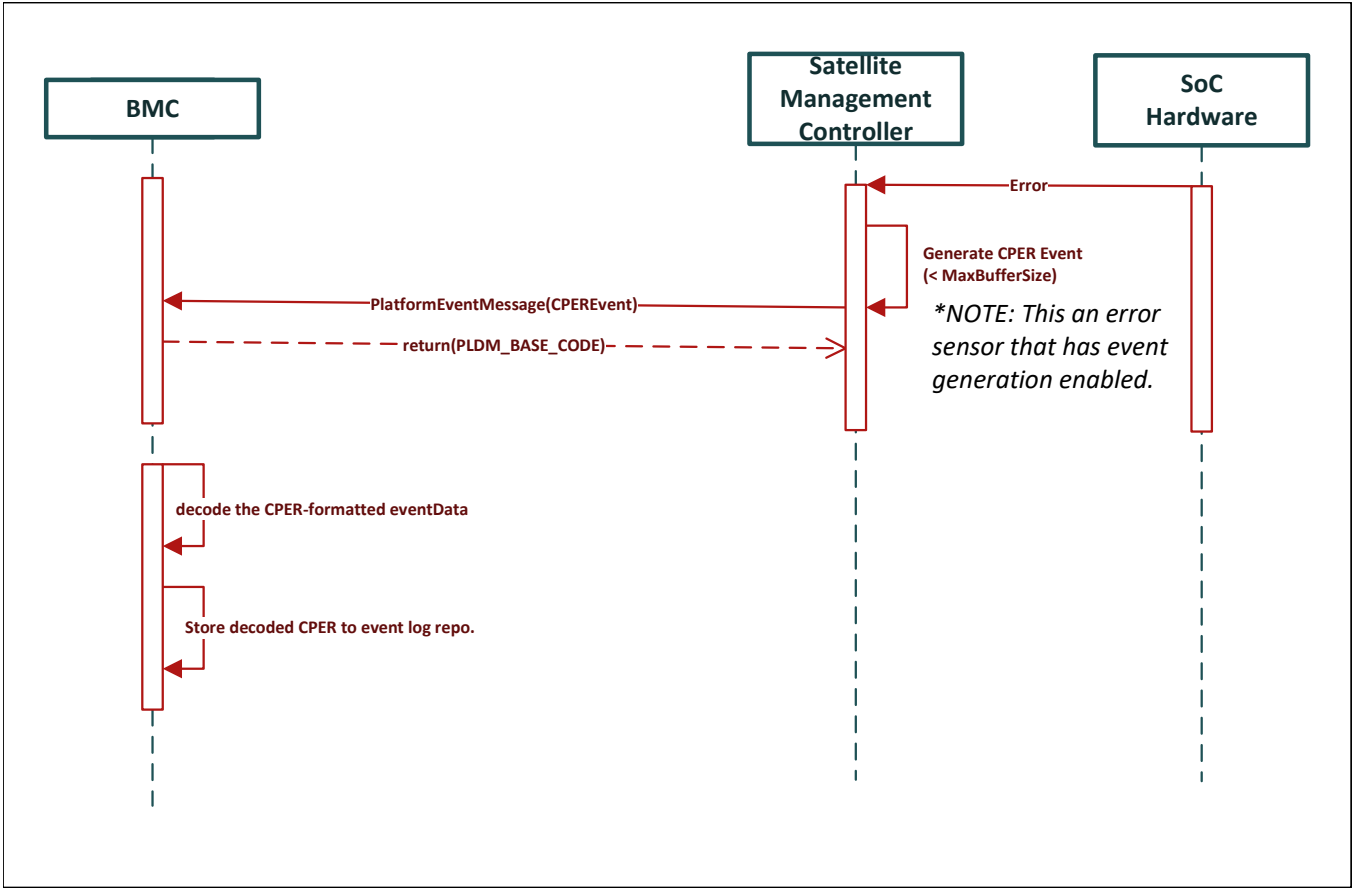 BMC
Satellite
Management
Controller
SoC
Hardware
Error
Generate CPER Event
(< MaxBufferSize)
PlatformEventMessage(CPEREvent)
*NOTE: This an error
sensor that has event
generation enabled.
return(PLDM_BASE_CODE)
decode the CPER-formatted eventData
Store decoded CPER to event log repo.